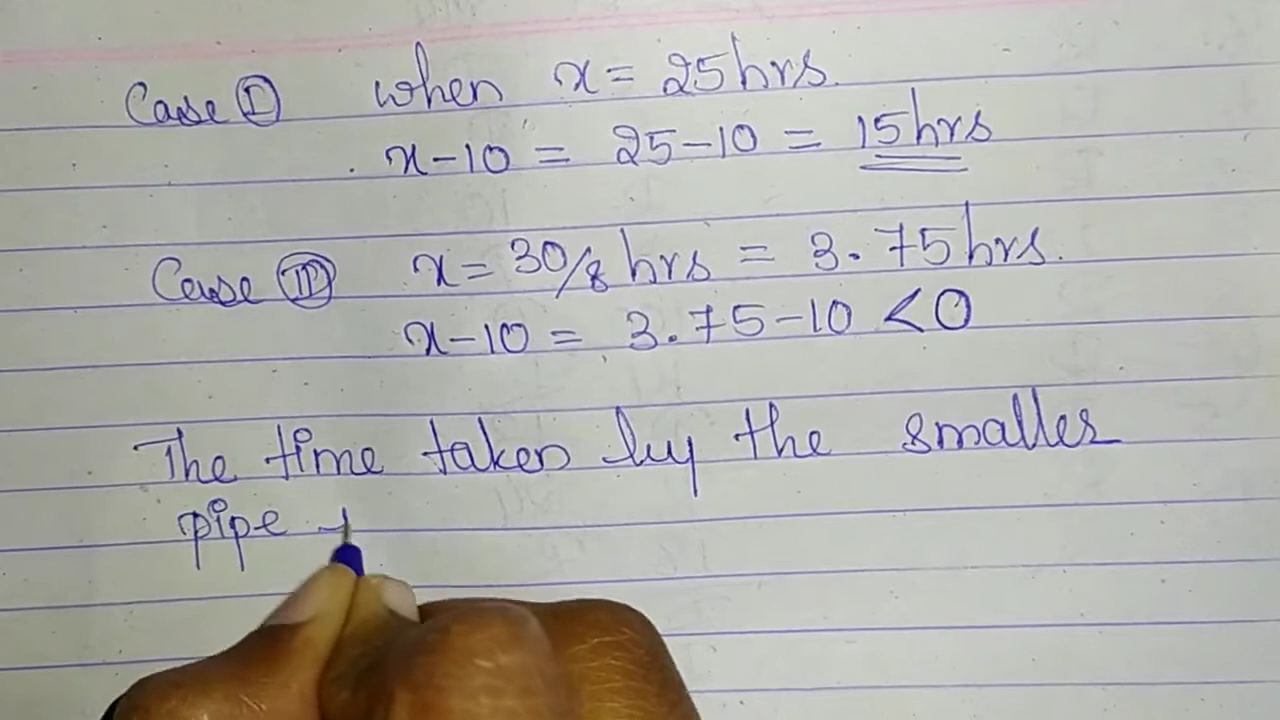 Case I when x = 25 hrs.
x-10 = 25-10 = 15 hrs
Case II x = 30/8 hrs = 3.75 hrs.
x-10 = 3.75-10 < 0
The time taken by the smaller
pipe